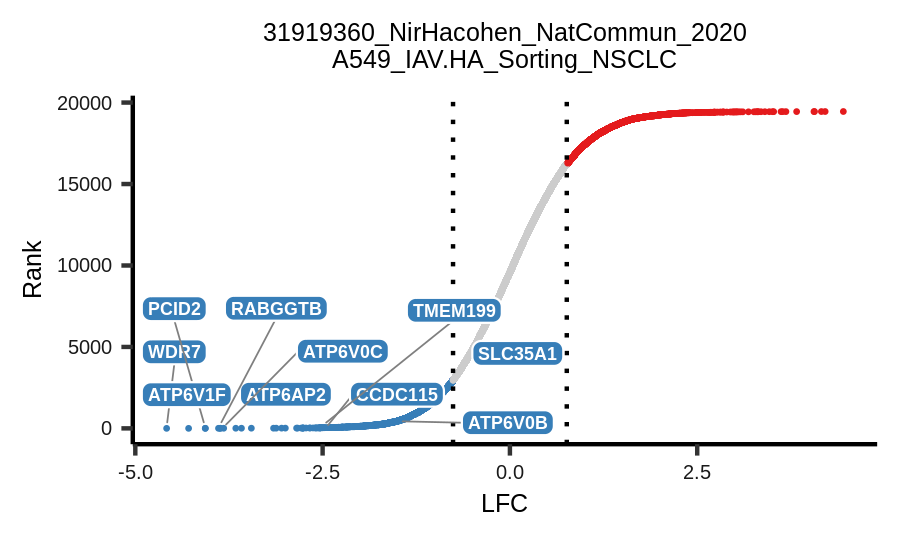 31919360_NirHacohen_NatCommun_2020
A549_IAV.HA_Sorting_NSCLC
Rank
20000
15000
10000
5000
0
PCID2
RABGGTB
TMEM199
WDR7
ATP6V0C
SLC35A1
ATP6V1F
ATP6AP2
CCDC115
ATP6V0B
-5.0
-2.5
0.0
2.5
LFC